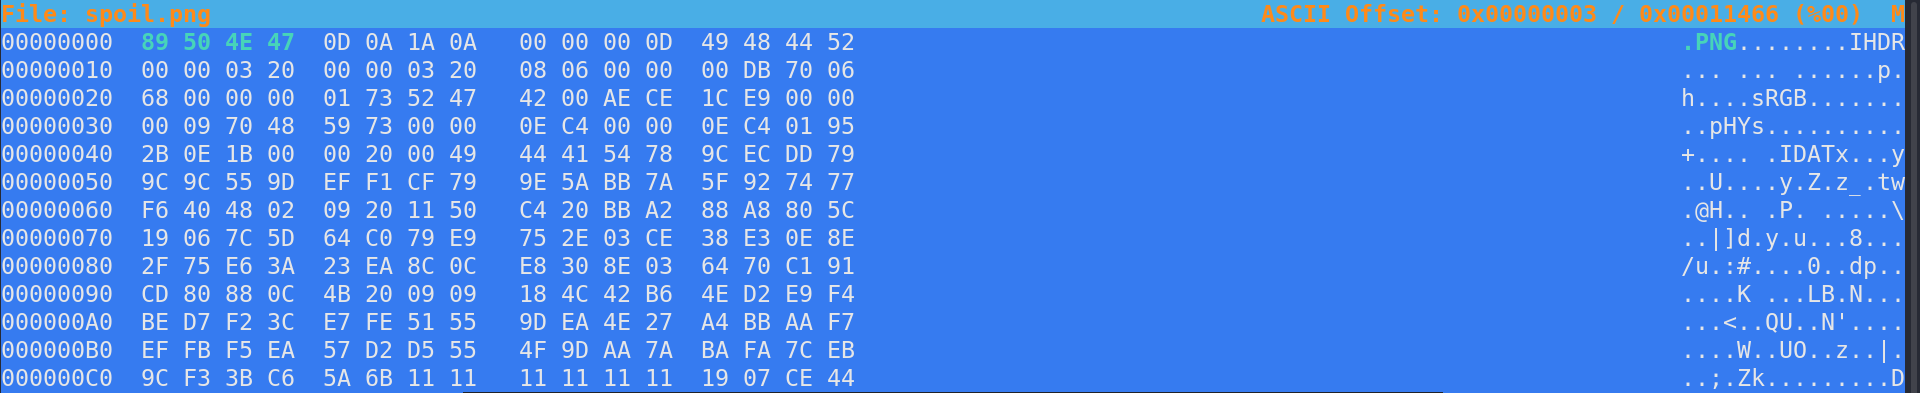 File: spoil.png ASCII Offset: 0x00000003 / 0x00011466 (%00) M
00000000 89 50 4E 47 0D 0A 1A 0A 00 00 00 0D 49 48 44 52 .PNG........IHDR
00000010 00 00 03 20 00 00 03 20 08 06 00 00 00 DB 70 06 ... ... ......p.
00000020 68 00 00 00 01 73 52 47 42 00 AE CE 1C E9 00 00 h....sRGB.......
00000030 00 09 70 48 59 73 00 00 0E C4 00 00 0E C4 01 95 ..pHYs..........
00000040 2B 0E 1B 00 00 20 00 49 44 41 54 78 9C EC DD 79 +.... .IDATx...y
00000050 9C 9C 55 9D EF F1 CF 79 9E 5A BB 7A 5F 92 74 77 ..U....y.Z.z_.tw
00000060 F6 40 48 02 09 20 11 50 C4 20 BB A2 88 A8 80 5C .@H.. .P. .....\
00000070 19 06 7C 5D 64 C0 79 E9 75 2E 03 CE 38 E3 0E 8E ..|]d.y.u...8...
00000080 2F 75 E6 3A 23 EA 8C 0C E8 30 8E 03 64 70 C1 91 /u.:#....0..dp..
00000090 CD 80 88 0C 4B 20 09 09 18 4C 42 B6 4E D2 E9 F4 ....K ...LB.N...
000000A0 BE D7 F2 3C E7 FE 51 55 9D EA 4E 27 A4 BB AA F7 ...<..QU..N'....
000000B0 EF FB F5 EA 57 D2 D5 55 4F 9D AA 7A BA FA 7C EB ....W..UO..z..|.
000000C0 9C F3 3B C6 5A 6B 11 11 11 11 11 11 19 07 CE 44 ..;.Zk.........D